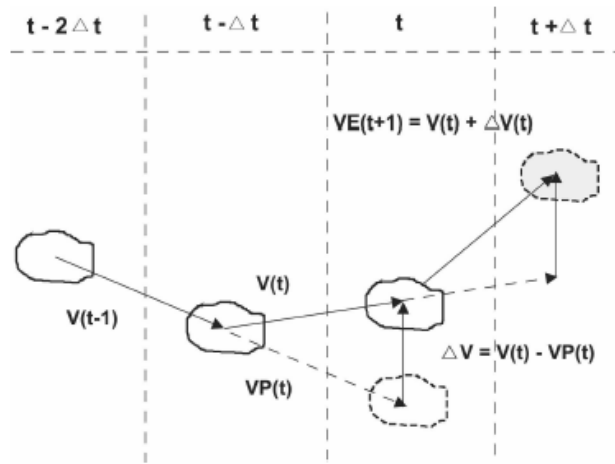 t - 2 △ t
t - △ t
t
t + △ t
VE(t+1) = V(t) + △V(t)
V(t)
V(t-1)
△ V = V(t) - VP(t)
VP(t)